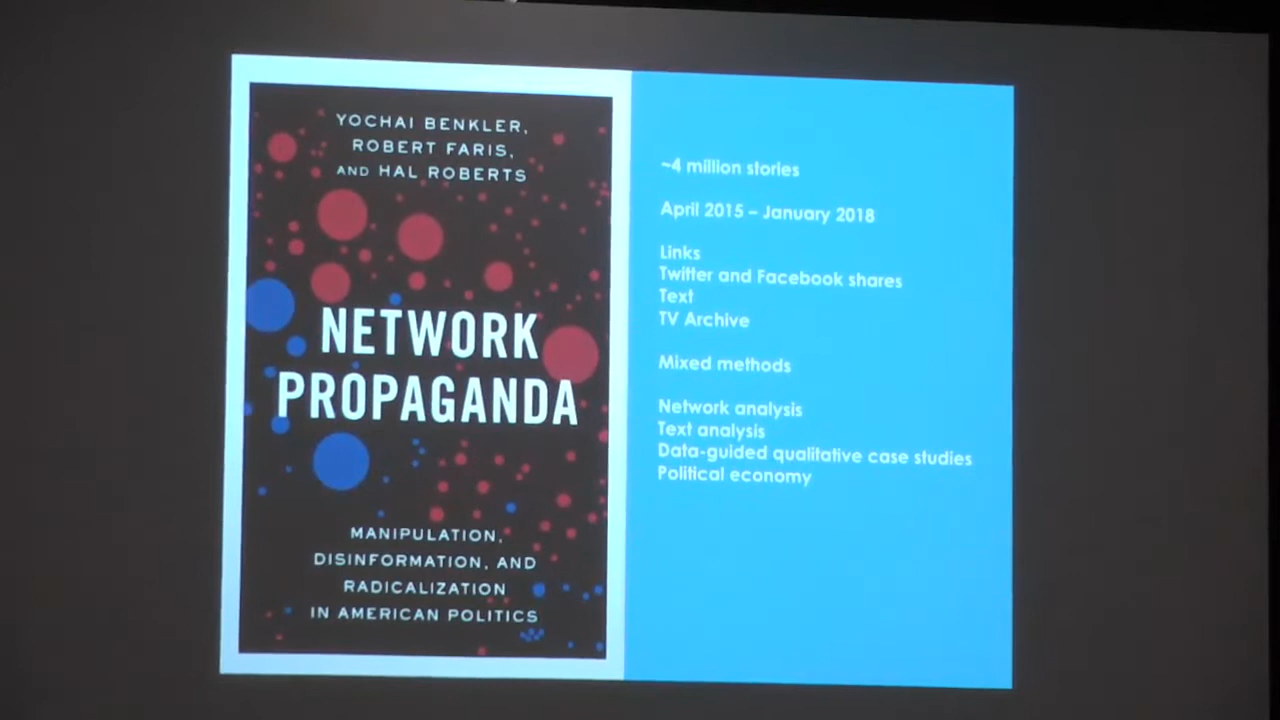 YOCHAI BENKLER,
ROBERT FARIS,
AND HAL ROBERTS
NETWORK
PROPAGANDA
MANIPULATION,
DISINFORMATION, AND
RADICALIZATION
IN AMERICAN POLITICS
~4 million stories
April 2015 – January 2018
Links
Twitter and Facebook shares
Text
TV Archive
Mixed methods
Network analysis
Text analysis
Data-guided qualitative case studies
Political economy